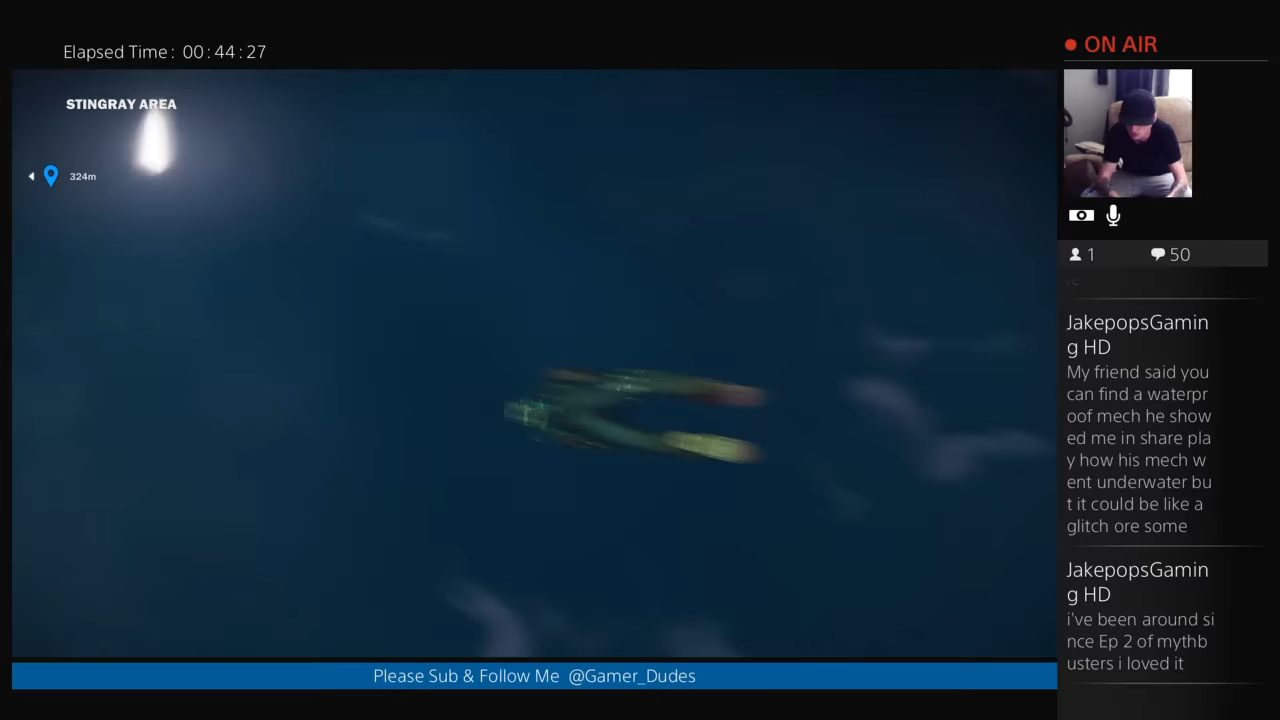 Elapsed Time: 00:44:27
ON AIR
STINGRAY AREA
324m
1 50
JakepopsGamin
g HD
My friend said you
can find a waterpr
oof mech he show
ed me in share pla
y how his mech w
ent underwater bu
t it could be like a
glitch ore some
JakepopsGamin
g HD
i've been around si
nce Ep 2 of mythb
usters i loved it
Please Sub & Follow Me @Gamer_Dudes